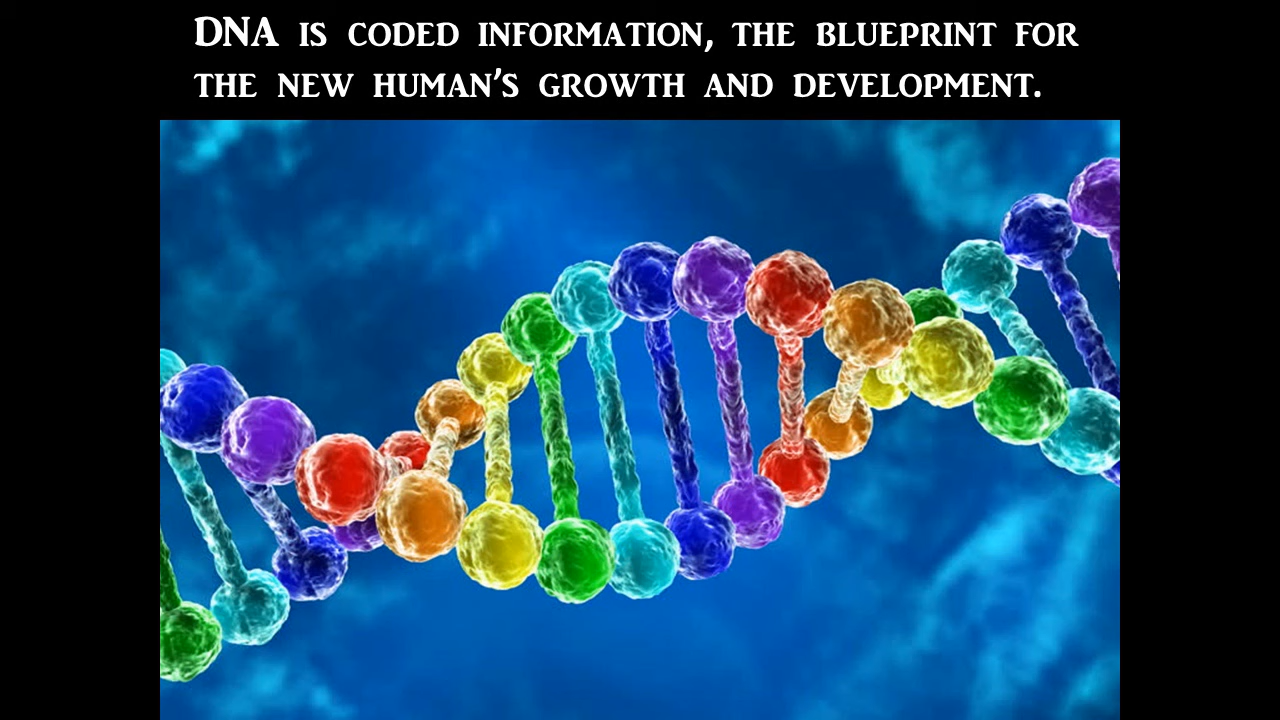 DNA is coded information, the blueprint for
the new human's growth and development.